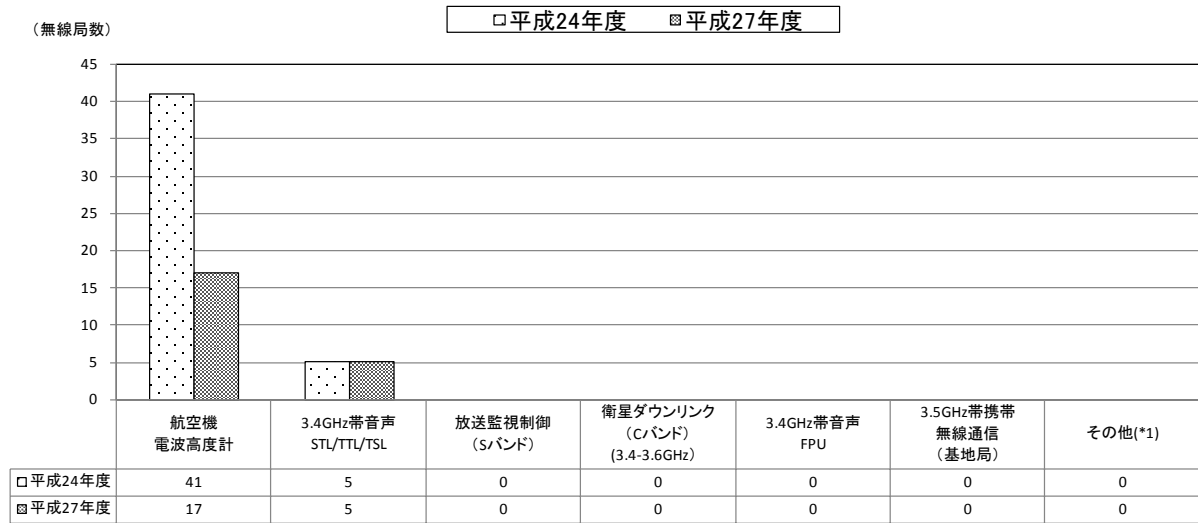 □平成24年度 ▩平成27年度
（無線局数）
45
40
35
30
25
20
15
10
5
0
航空機
電波高度計
3.4GHz帯音声
STL/TTL/TSL
放送監視制御
（Sバンド）
衛星ダウンリンク
（Cバンド）
(3.4-3.6GHz）
3.4GHz帯音声
FPU
3.5GHz帯携帯
無線通信
（基地局）
その他(*1)
□平成24年度 41 5 0 0 0 0 0
▩平成27年度 17 5 0 0 0 0 0